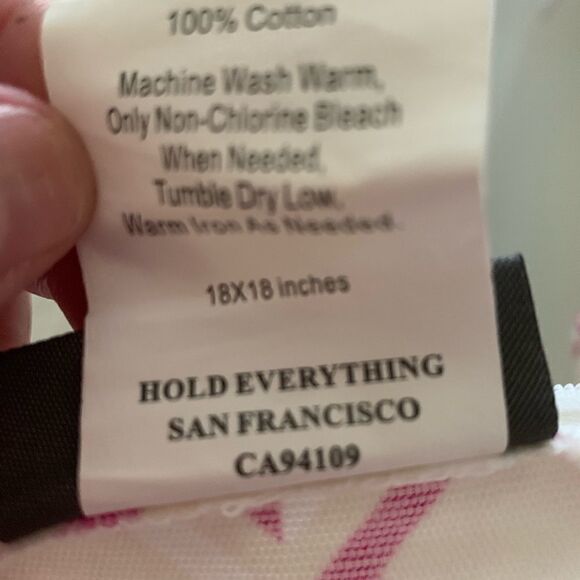 100% Cotton
Machine Wash Warm,
Only Non-Chlorine Bleach
When Needed,
Tumble Dry Low,
Warm Iron As Needed.
18X18 inches
HOLD EVERYTHING
SAN FRANCISCO
CA94109